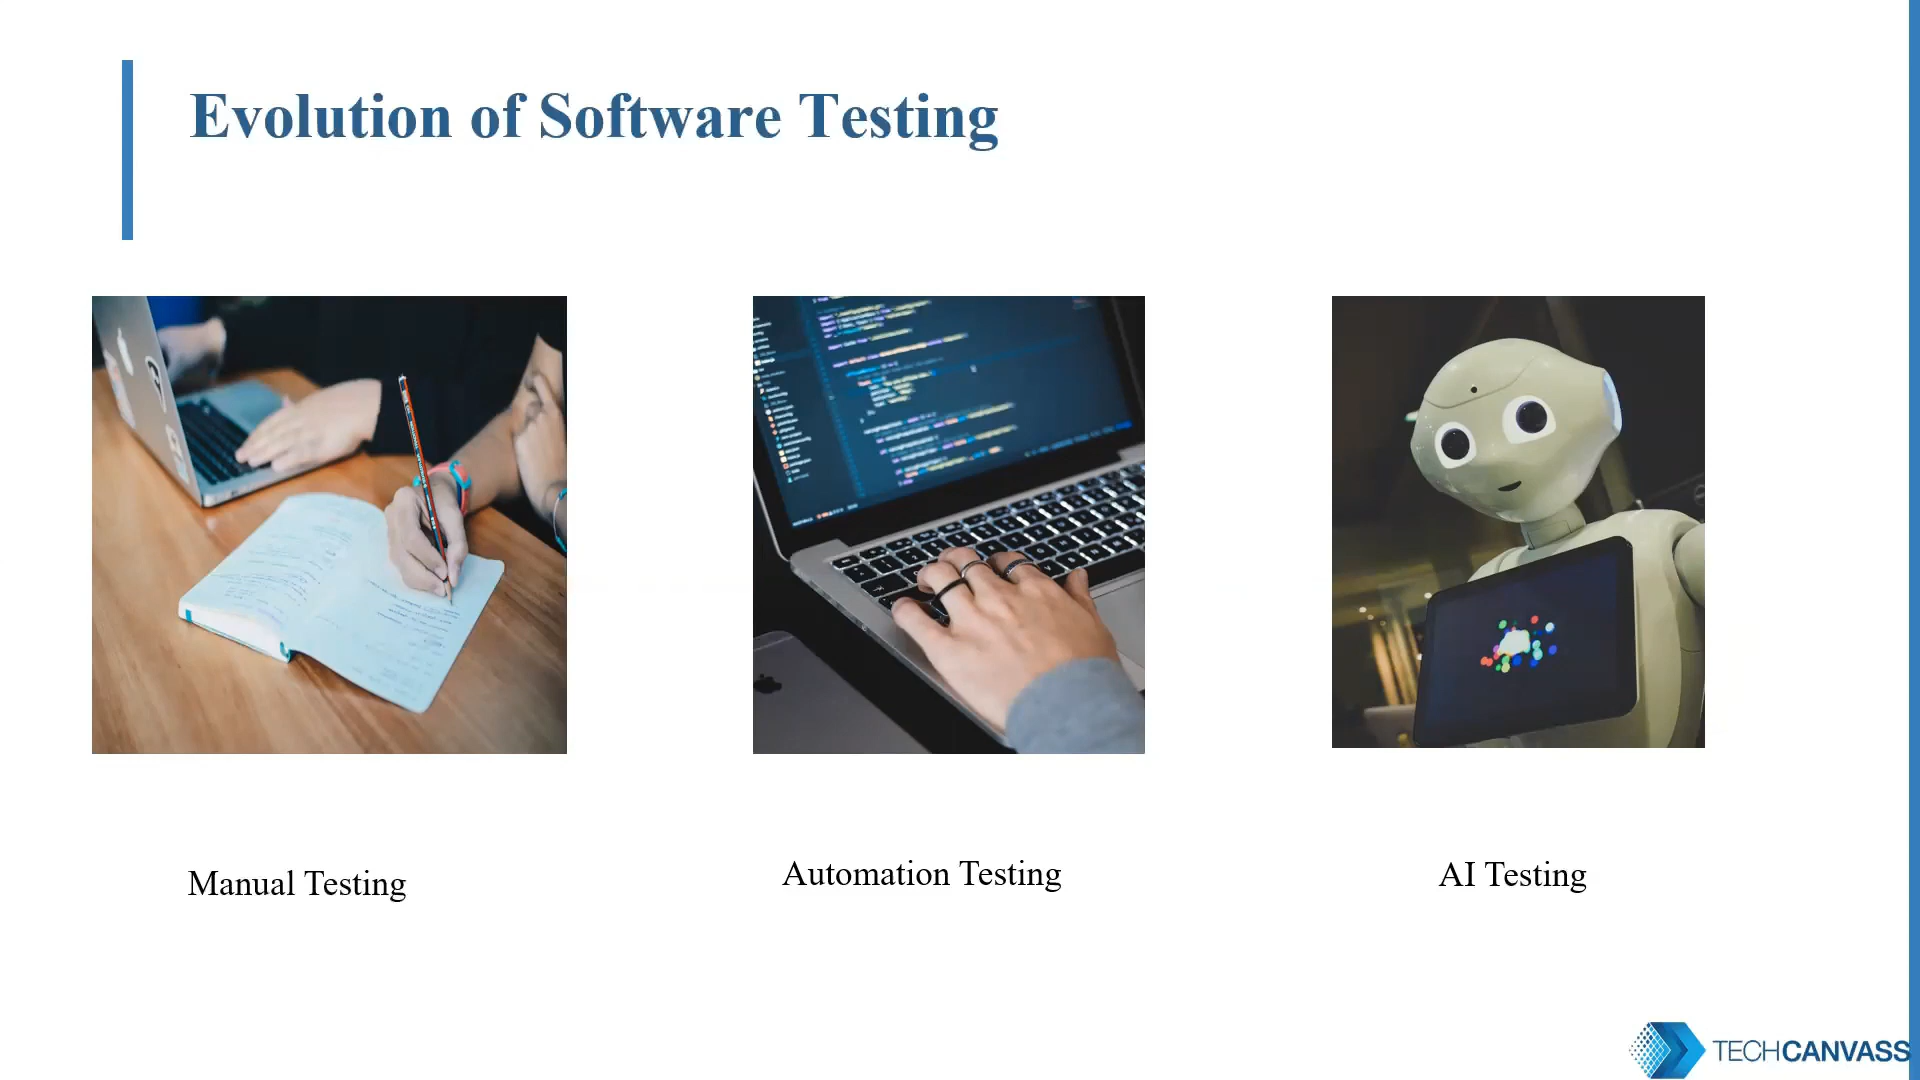 Evolution of Software Testing
Manual Testing
Automation Testing
AI Testing
TECHCANVASS